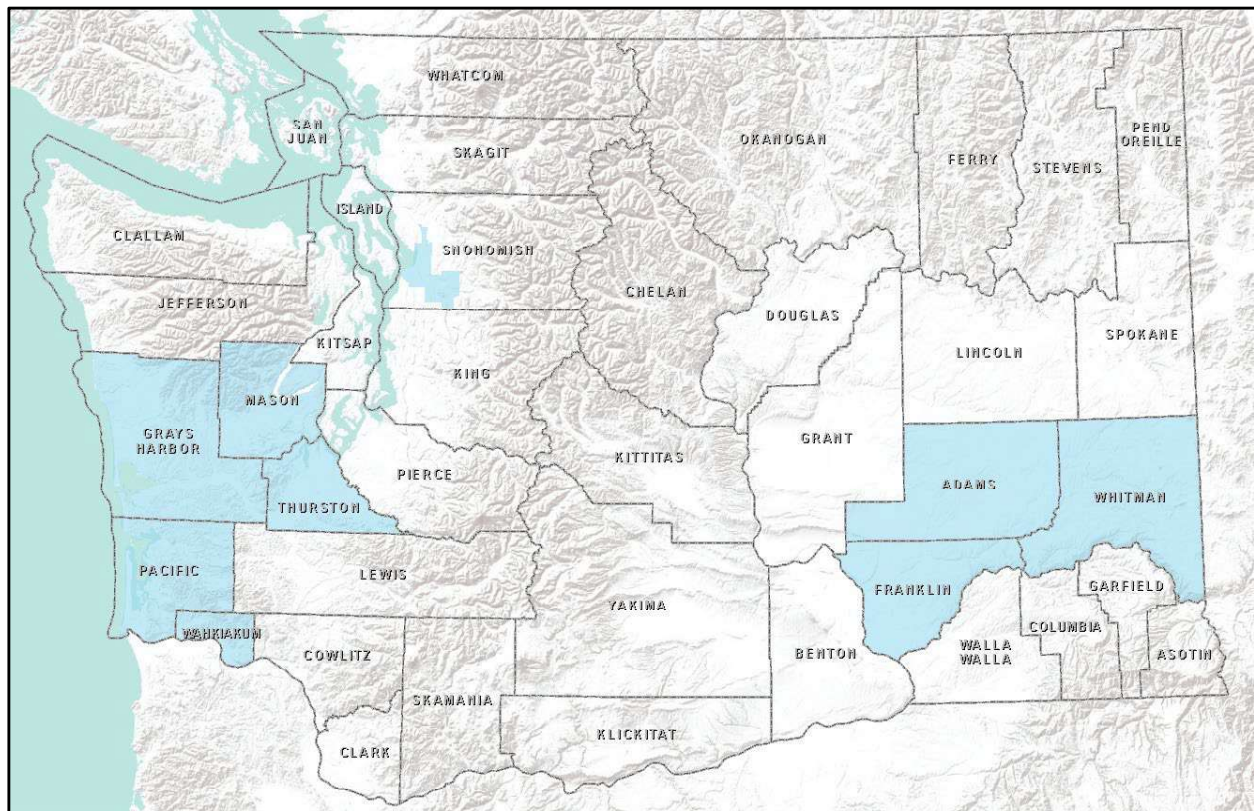 WHATCOM
SAN
JUAN
SKAGIT
OKANOGAN
FERRY
STEVENS
PEND
OREILLE
ISLAND
CLALLAM
SNOHOMISH
JEFFERSON
CHELAN
DOUGLAS
KITSAP
KING
LINCOLN
SPOKANE
MASON
GRAYS
HARBOR
GRANT
KITTITAS
PIERCE
ADAMS
WHITMAN
THURSTON
PACIFIC
LEWIS
FRANKLIN
GARFIELD
YAKIMA
WAHKIAKUM
COLUMBIA
COWLITZ
BENTON
WALLA
WALLA
ASOTIN
SKAMANIA
KLICKITAT
CLARK